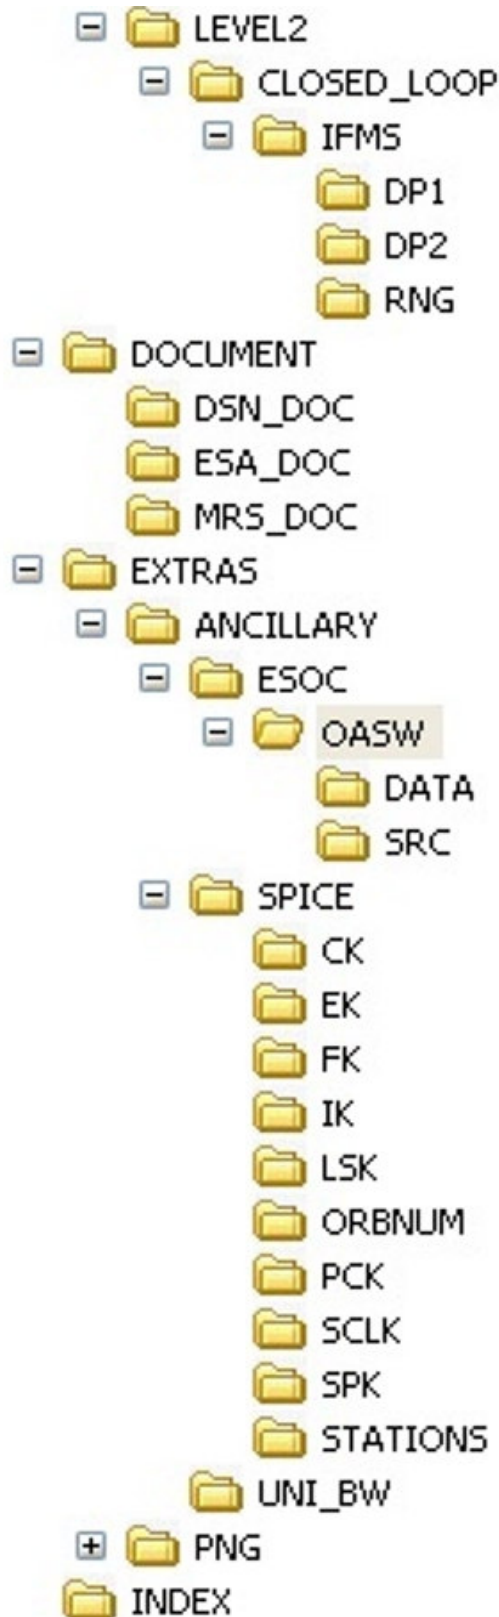 LEVEL2
CLOSED_LOOP
IFMS
DP1
DP2
RNG
DOCUMENT
DSN_DOC
ESA_DOC
MRS_DOC
EXTRAS
ANCILLARY
ESOC
OASW
DATA
SRC
SPICE
CK
EK
FK
IK
LSK
ORBNUM
PCK
SCLK
SPK
STATIONS
UNI_BW
PNG
INDEX